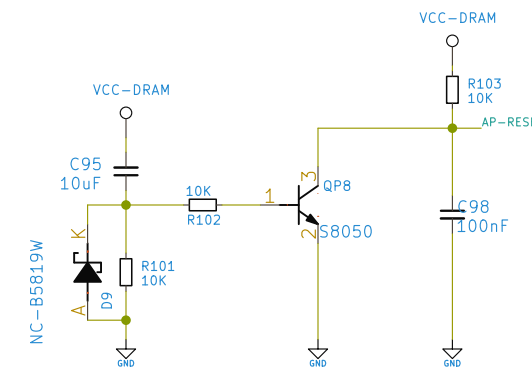 VCC-DRAM
R103
10K
AP-RES
VCC-DRAM
C95
10uF
10K
R102
1
3
QP8
2
S8050
C98
100nF
K
NC-B5819W
A
D9
R101
10K
GND
GND
GND